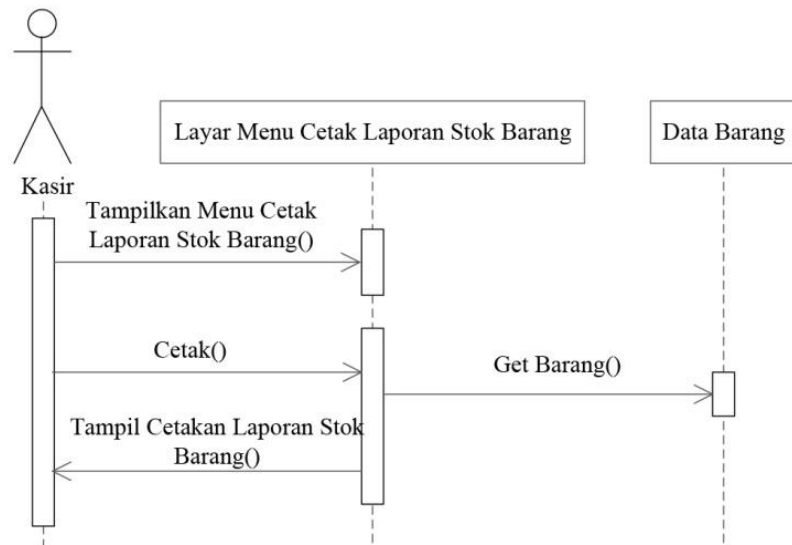 Layar Menu Cetak Laporan Stok Barang
Data Barang
Kasir
Tampilkan Menu Cetak
Laporan Stok Barang()
Cetak()
Get Barang()
Tampil Cetakan Laporan Stok
Barang()